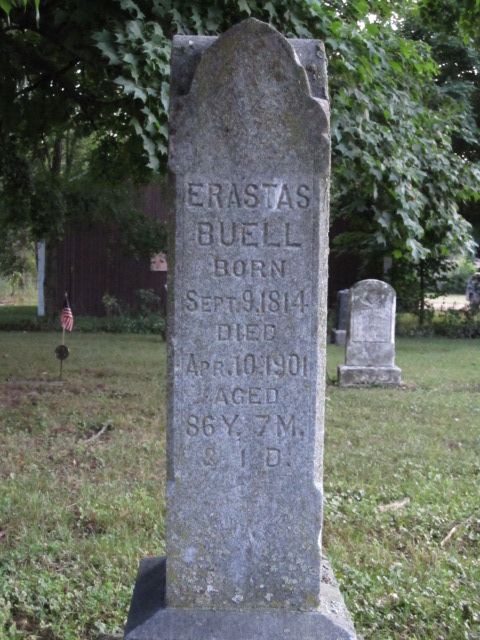 ERASTAS
BUELL
BORN
SEPT. 9, 1814
DIED
APR. 10, 1901
AGED
86 Y. 7 M.
& 1 D.